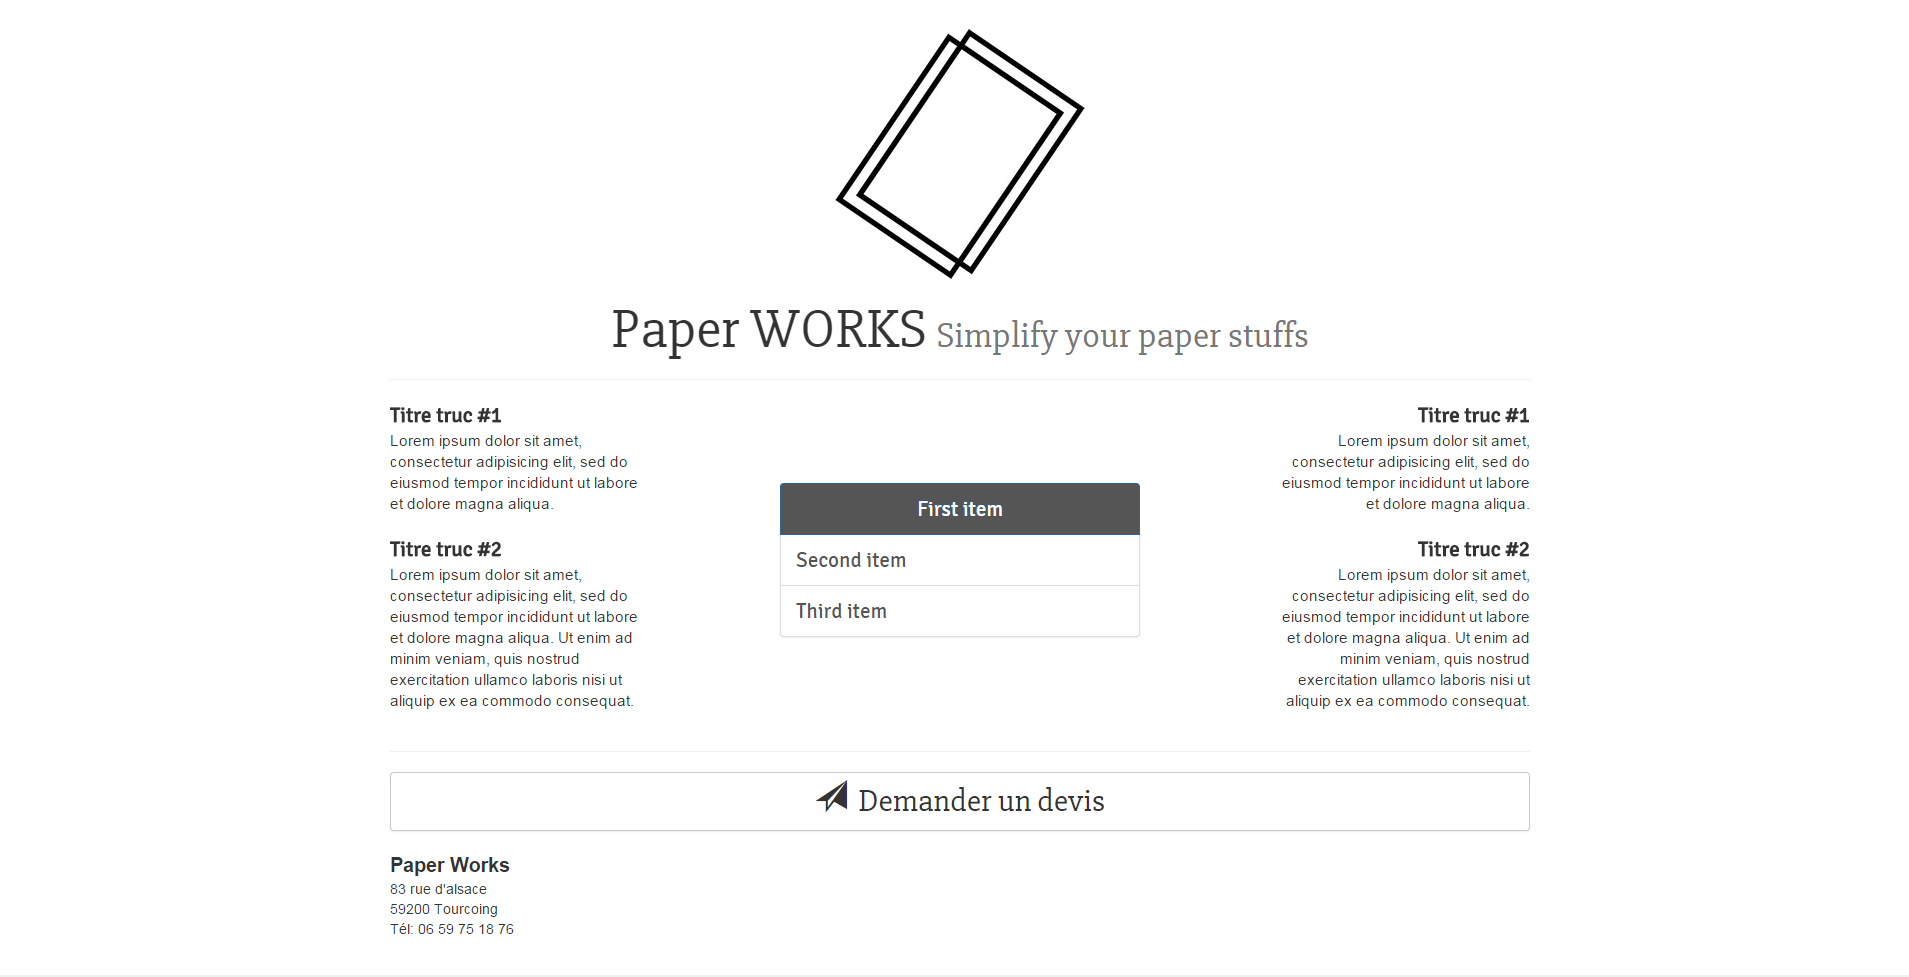 Paper WORKS Simplify your paper stuffs
Titre truc #1
Lorem ipsum dolor sit amet,
consectetur adipisicing elit, sed do
eiusmod tempor incididunt ut labore
et dolore magna aliqua.
Titre truc #2
Lorem ipsum dolor sit amet,
consectetur adipisicing elit, sed do
eiusmod tempor incididunt ut labore
et dolore magna aliqua. Ut enim ad
minim veniam, quis nostrud
exercitation ullamco laboris nisi ut
aliquip ex ea commodo consequat.
First item
Second item
Third item
Titre truc #1
Lorem ipsum dolor sit amet,
consectetur adipisicing elit, sed do
eiusmod tempor incididunt ut labore
et dolore magna aliqua.
Titre truc #2
Lorem ipsum dolor sit amet,
consectetur adipisicing elit, sed do
eiusmod tempor incididunt ut labore
et dolore magna aliqua. Ut enim ad
minim veniam, quis nostrud
exercitation ullamco laboris nisi ut
aliquip ex ea commodo consequat.
Demander un devis
Paper Works
83 rue d'alsace
59200 Tourcoing
Tél: 06 59 75 18 76